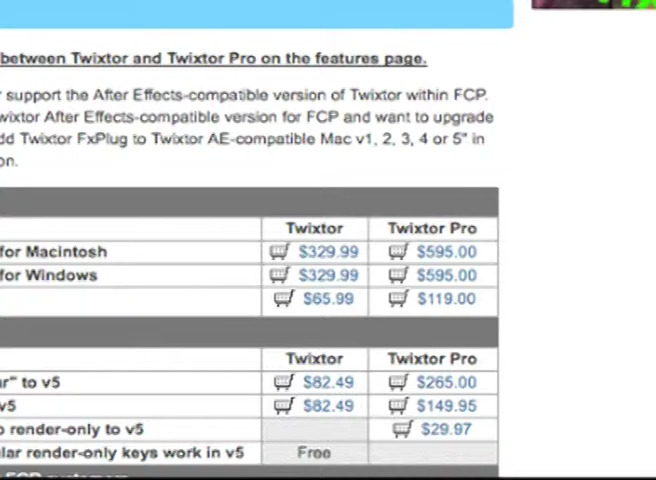 between Twixtor and Twixtor Pro on the features page.
support the After Effects-compatible version of Twixtor within FCP.
After Effects-compatible version for FCP and want to upgrade
Twixtor FxPlug to Twixtor AE-compatible Mac v1, 2, 3, 4 or 5" in
Twixtor Twixtor Pro
for Macintosh $329.99 $595.00
for Windows $329.99 $595.00
$65.99 $119.00
Twixtor Twixtor Pro
to v5 $82.49 $265.00
v5 $82.49 $149.95
render-only to v5 $29.97
render-only keys work in v5 Free